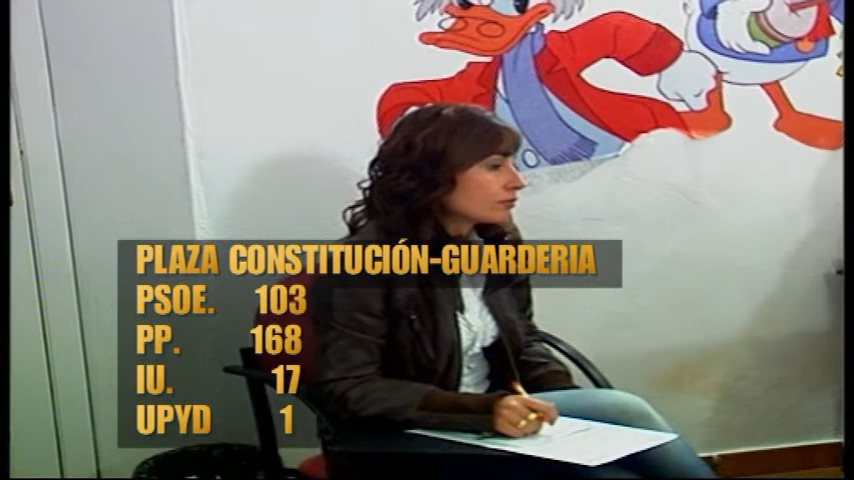 PLAZA CONSTITUCIÓN-GUARDERIA
PSOE. 103
PP. 168
IU. 17
UPYD 1